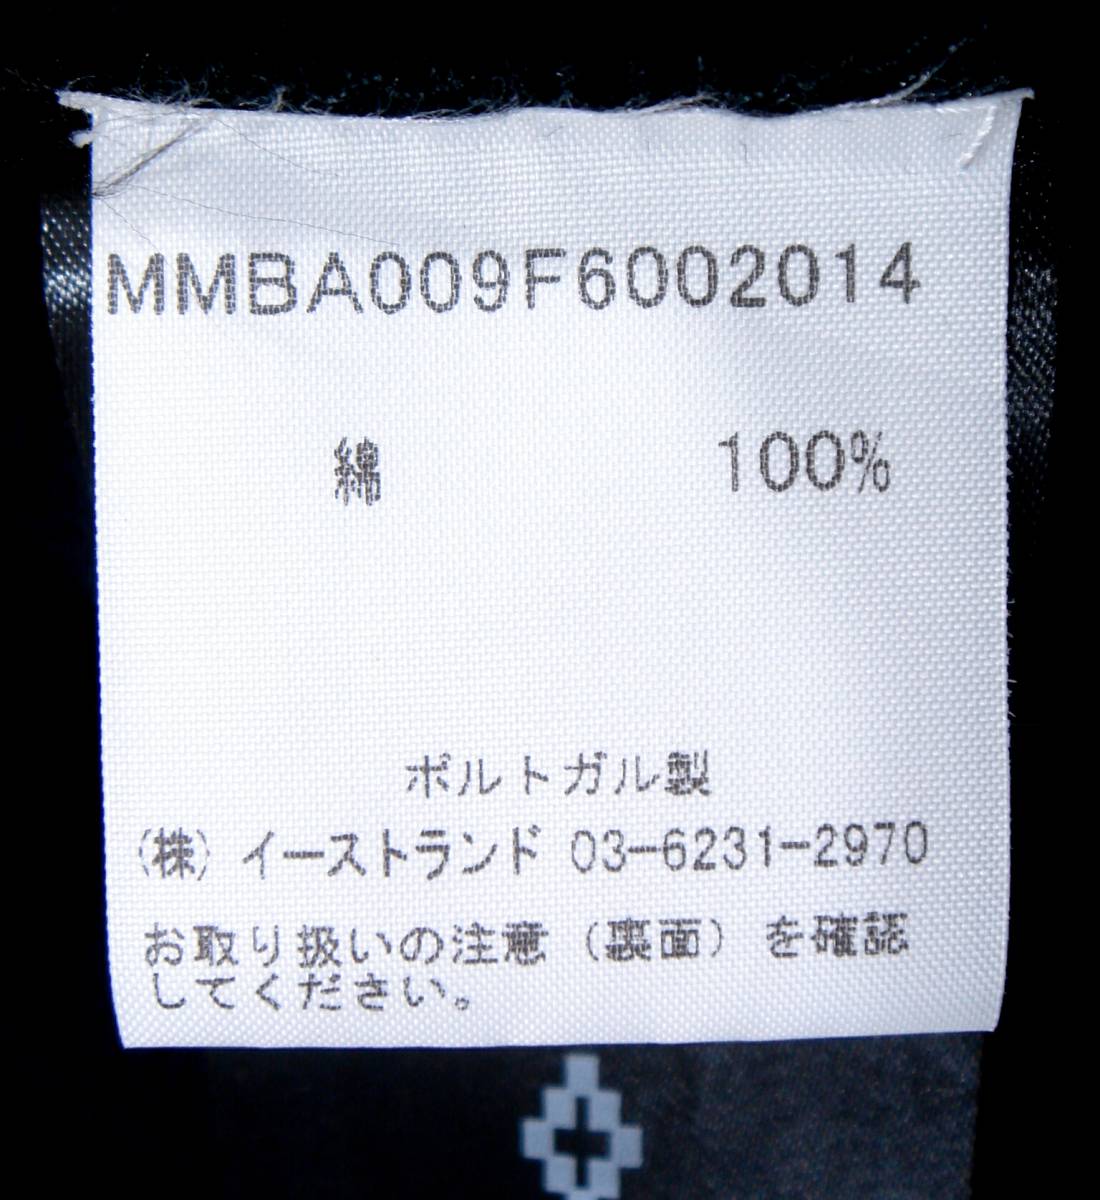 MMBA009F6002014
綿 100%
ポルトガル製
(株) イーストランド 03-6231-2970
お取り扱いの注意 (裏面) を確認
してください。